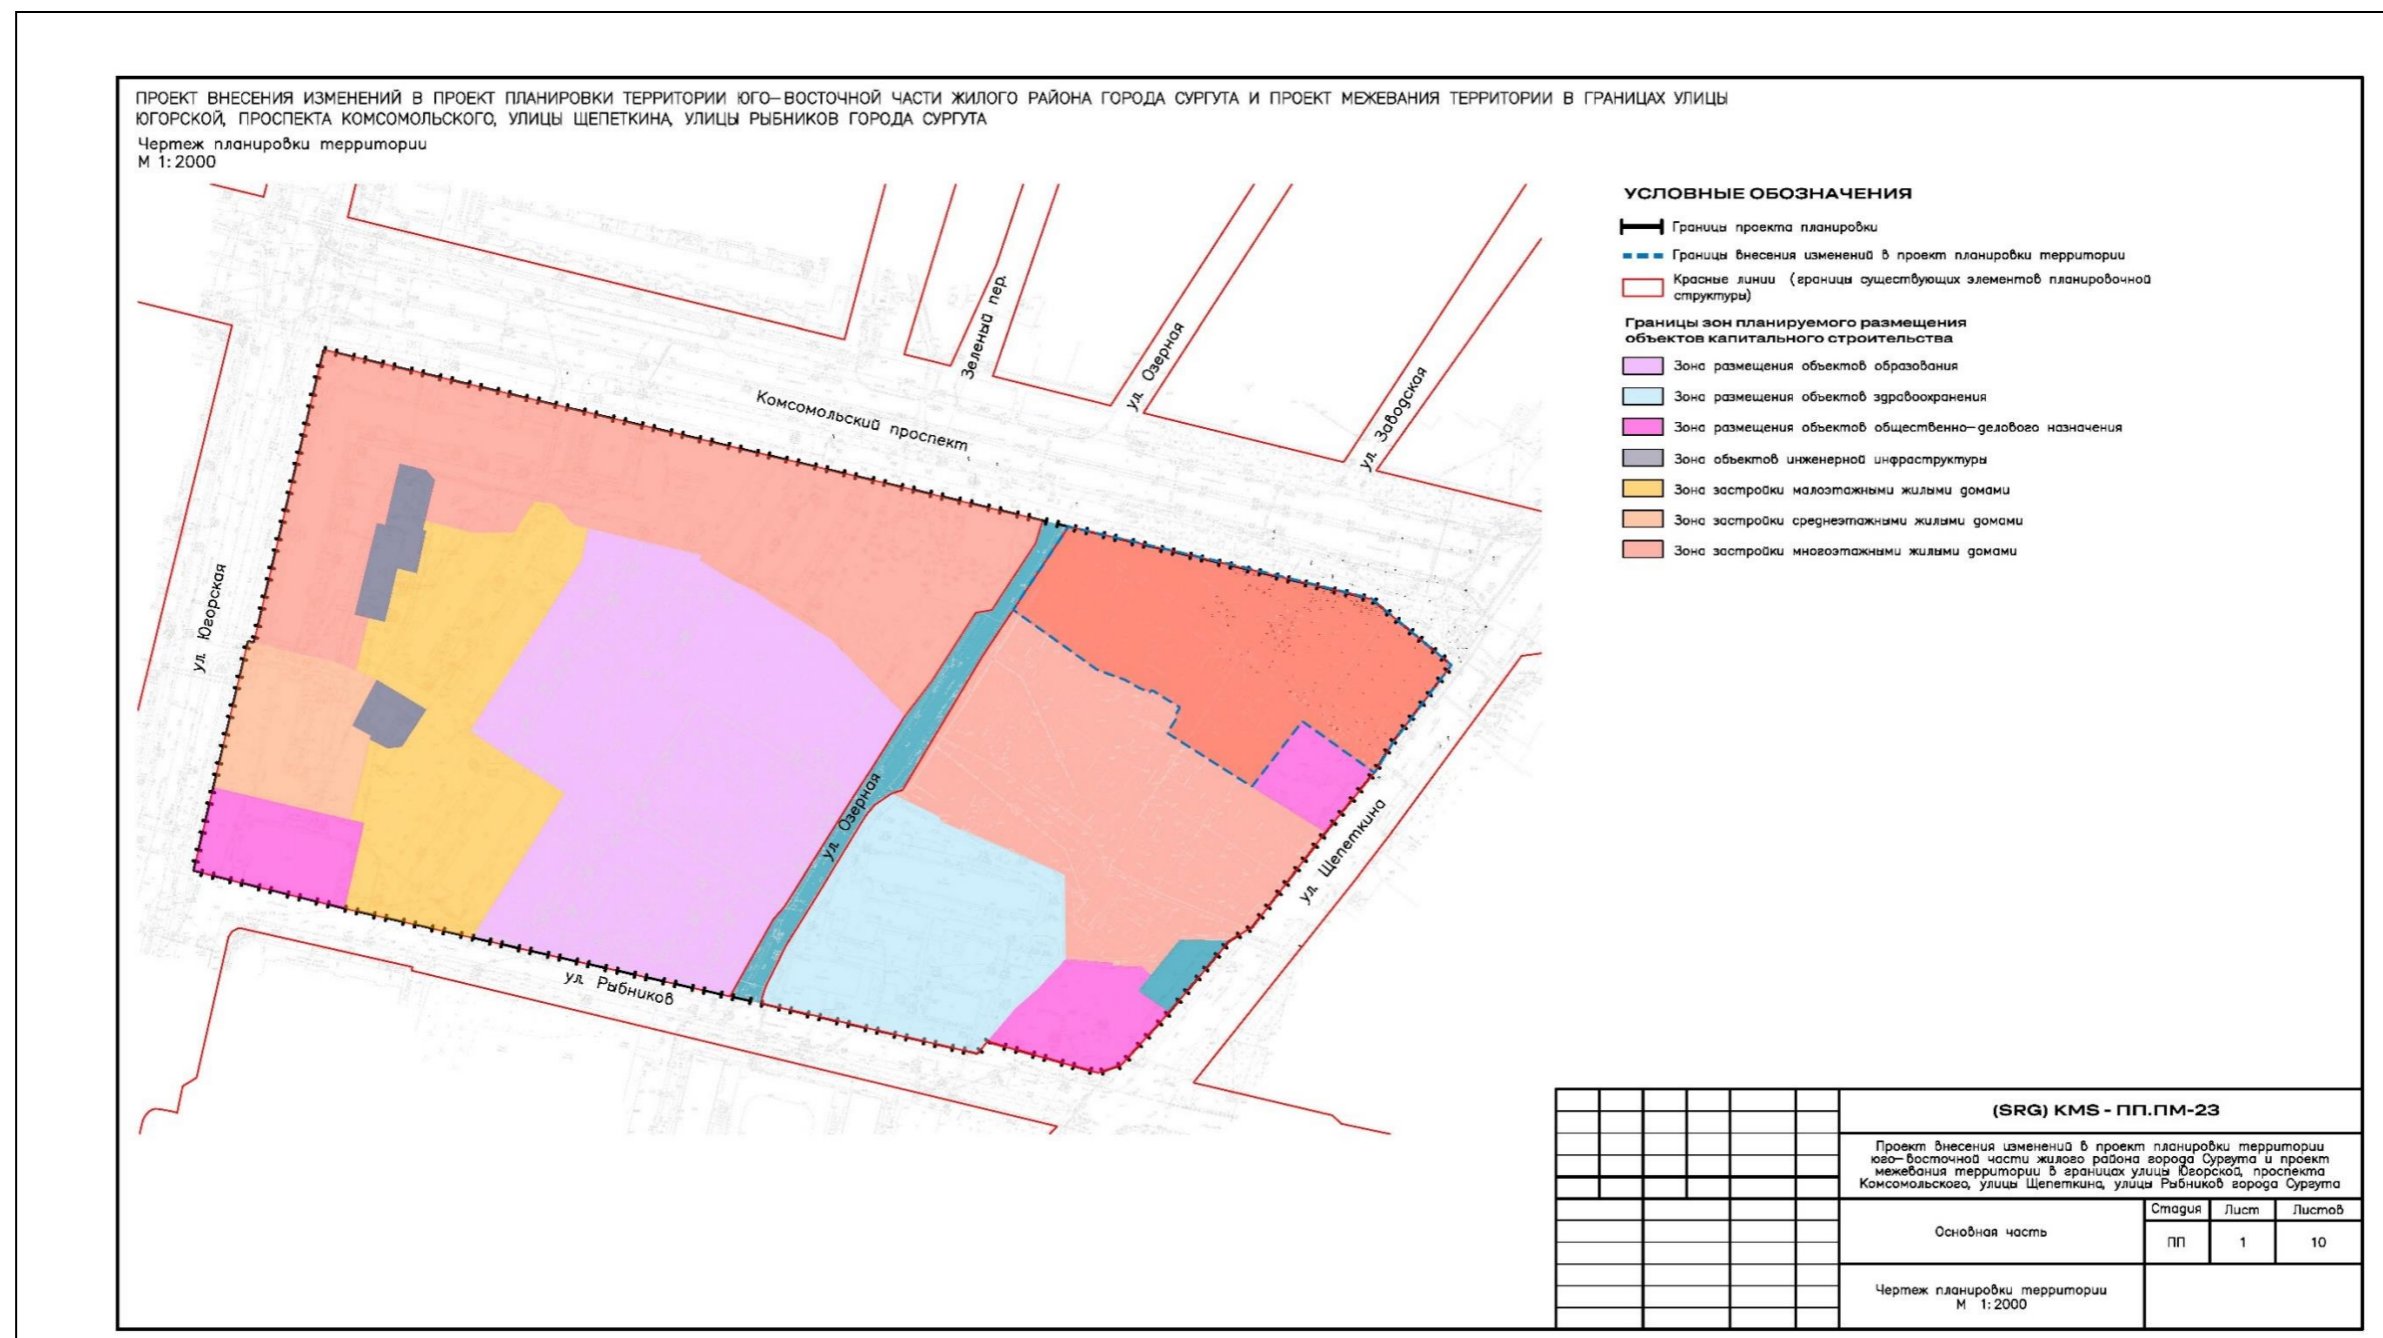 ПРОЕКТ ВНЕСЕНИЯ ИЗМЕНЕНИЙ В ПРОЕКТ ПЛАНИРОВКИ ТЕРРИТОРИИ ЮГО-ВОСТОЧНОЙ ЧАСТИ ЖИЛОГО РАЙОНА ГОРОДА СУРГУТА И ПРОЕКТ МЕЖЕВАНИЯ ТЕРРИТОРИИ В ГРАНИЦАХ УЛИЦЫ
ЮГОРСКОЙ, ПРОСПЕКТА КОМСОМОЛЬСКОГО, УЛИЦЫ ЩЕПЕТКИНА, УЛИЦЫ РЫБНИКОВ ГОРОДА СУРГУТА
Чертеж планировки территории
М 1:2000
Зеленый пер.
ул. Озерная
ул. Заводская
Комсомольский проспект
ул. Югорская
ул. Озерная
ул. Щепеткина
ул. Рыбников
УСЛОВНЫЕ ОБОЗНАЧЕНИЯ
Границы проекта планировки
Границы внесения изменений в проект планировки территории
Красные линии (границы существующих элементов планировочной
структуры)
Границы зон планируемого размещения
объектов капитального строительства
Зона размещения объектов образования
Зона размещения объектов здравоохранения
Зона размещения объектов общественно-делового назначения
Зона объектов инженерной инфраструктуры
Зона застройки малоэтажными жилыми домами
Зона застройки среднеэтажными жилыми домами
Зона застройки многоэтажными жилыми домами
(SRG) KMS - ПП.ПМ-23
Проект внесения изменений в проект планировки территории
юго-восточной части жилого района города Сургута и проект
межевания территории в границах улицы Югорской, проспекта
Комсомольского, улицы Щепеткина, улицы Рыбников города Сургута
Основная часть
Стадия Лист Листов
ПП 1 10
Чертеж планировки территории
М 1:2000